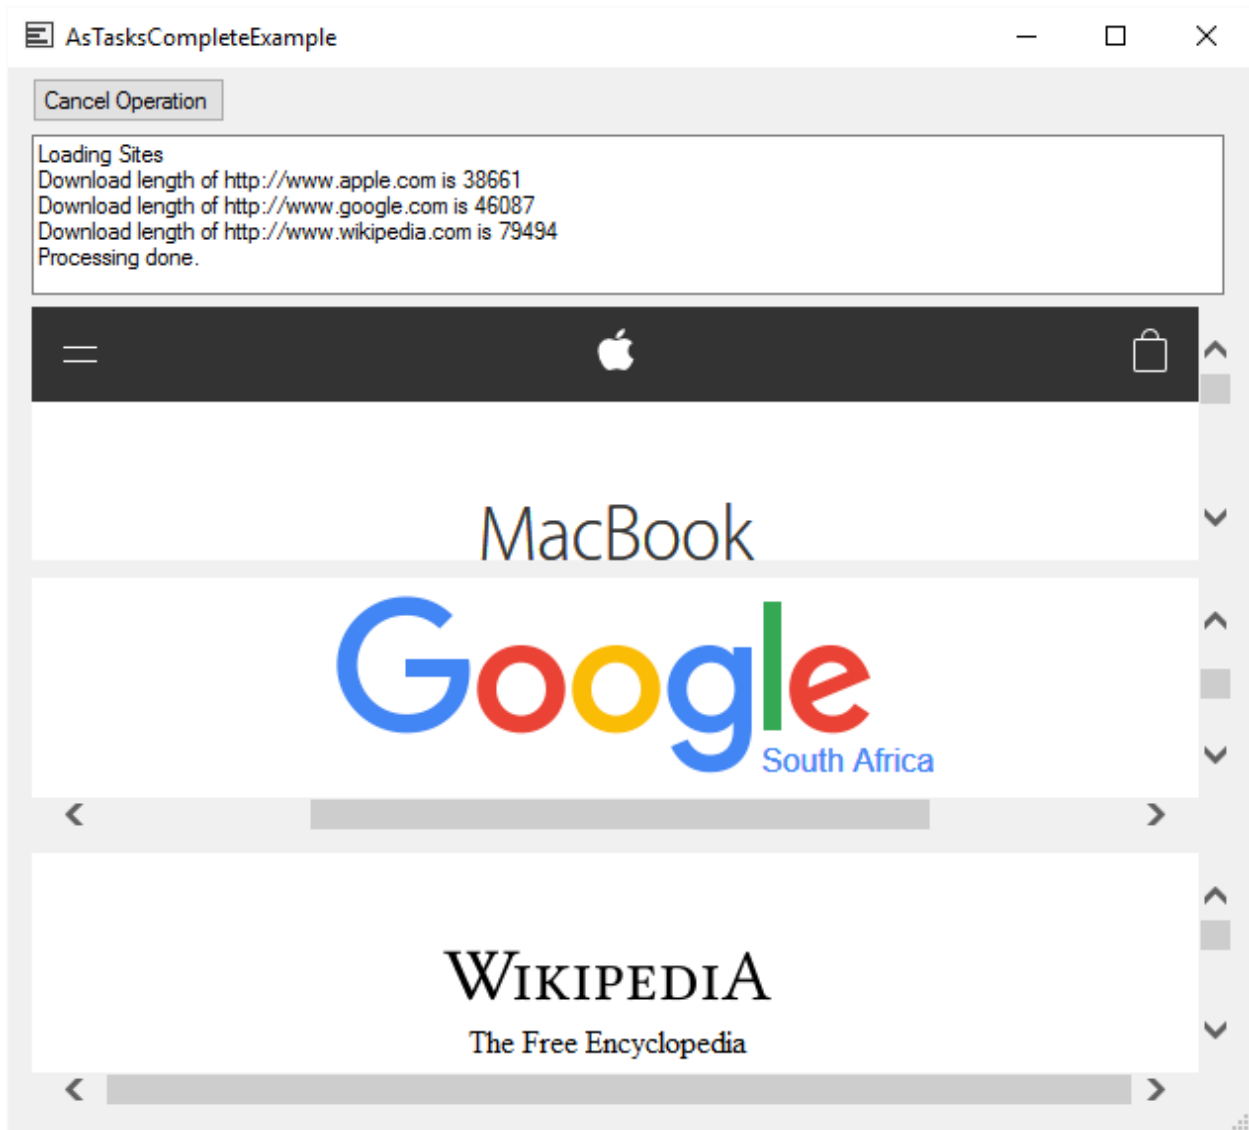 AsTasksCompleteExample
Cancel Operation
Loading Sites
Download length of http://www.apple.com is 38661
Download length of http://www.google.com is 46087
Download length of http://www.wikipedia.com is 79494
Processing done.
MacBook
Google
South Africa
WIKIPEDIA
The Free Encyclopedia